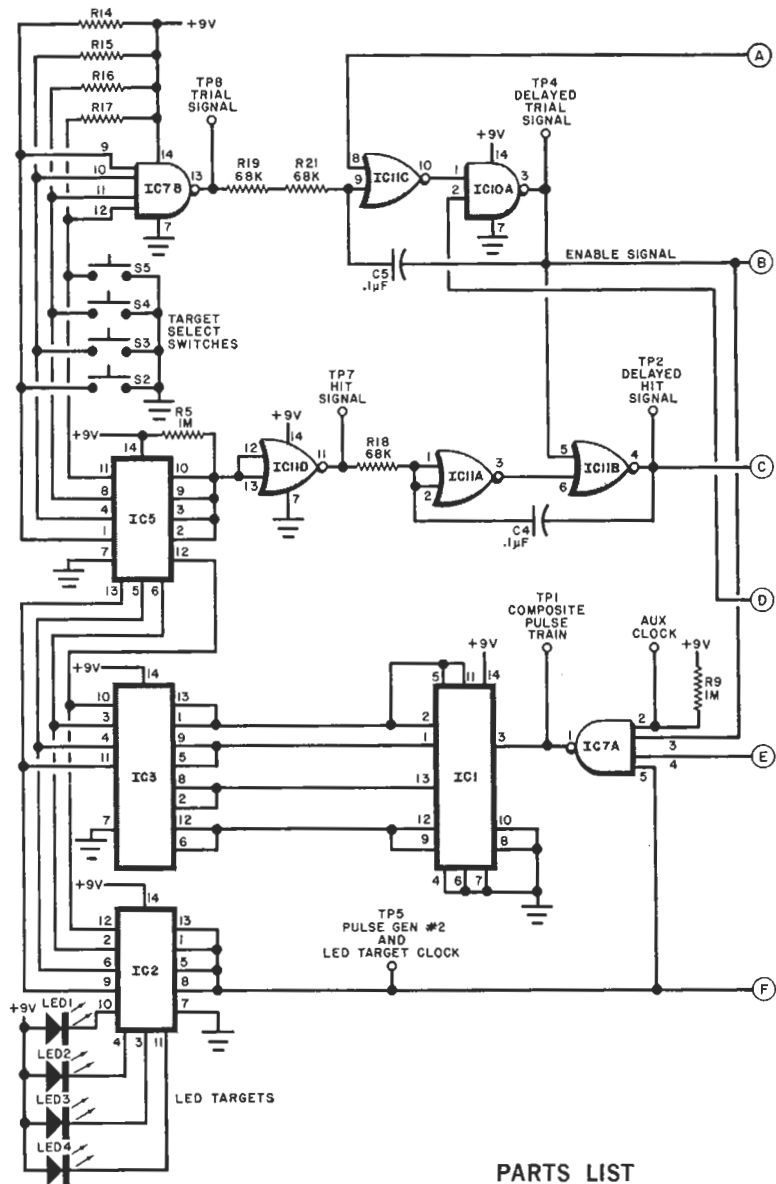 R14
+9V
R15
R16
R17
A
TP8
TRIAL
SIGNAL
TP4
DELAYED
TRIAL
SIGNAL
+9V
9
10
11
12
14
IC7B
13
7
R19
68K
R21
68K
8
9
IC11C
10
1
2
14
IC10A
3
7
ENABLE SIGNAL
B
C5
.1µF
S5
S4
S3
S2
TARGET
SELECT
SWITCHES
TP7
HIT
SIGNAL
TP2
DELAYED
HIT
SIGNAL
+9V
R5
1M
+9V
14
12
13
IC11D
11
7
R18
68K
1
2
IC11A
3
5
6
IC11B
4
C
C4
.1µF
14
11
8
4
1
7
IC5
10
9
3
2
12
13
5
6
D
TP1
COMPOSITE
PULSE
TRAIN
AUX
CLOCK
+9V
R9
1M
+9V
14
10
3
4
11
7
IC3
13
1
9
5
8
2
12
6
+9V
5
11
14
2
1
13
12
9
IC1
3
10
8
4
6
7
1
IC7A
2
3
4
5
E
+9V
14
12
2
6
9
10
IC2
13
1
5
8
7
4
3
11
TP5
PULSE GEN #2
AND
LED TARGET CLOCK
F
+9V
LED1
LED2
LED3
LED4
LED TARGETS
PARTS LIST